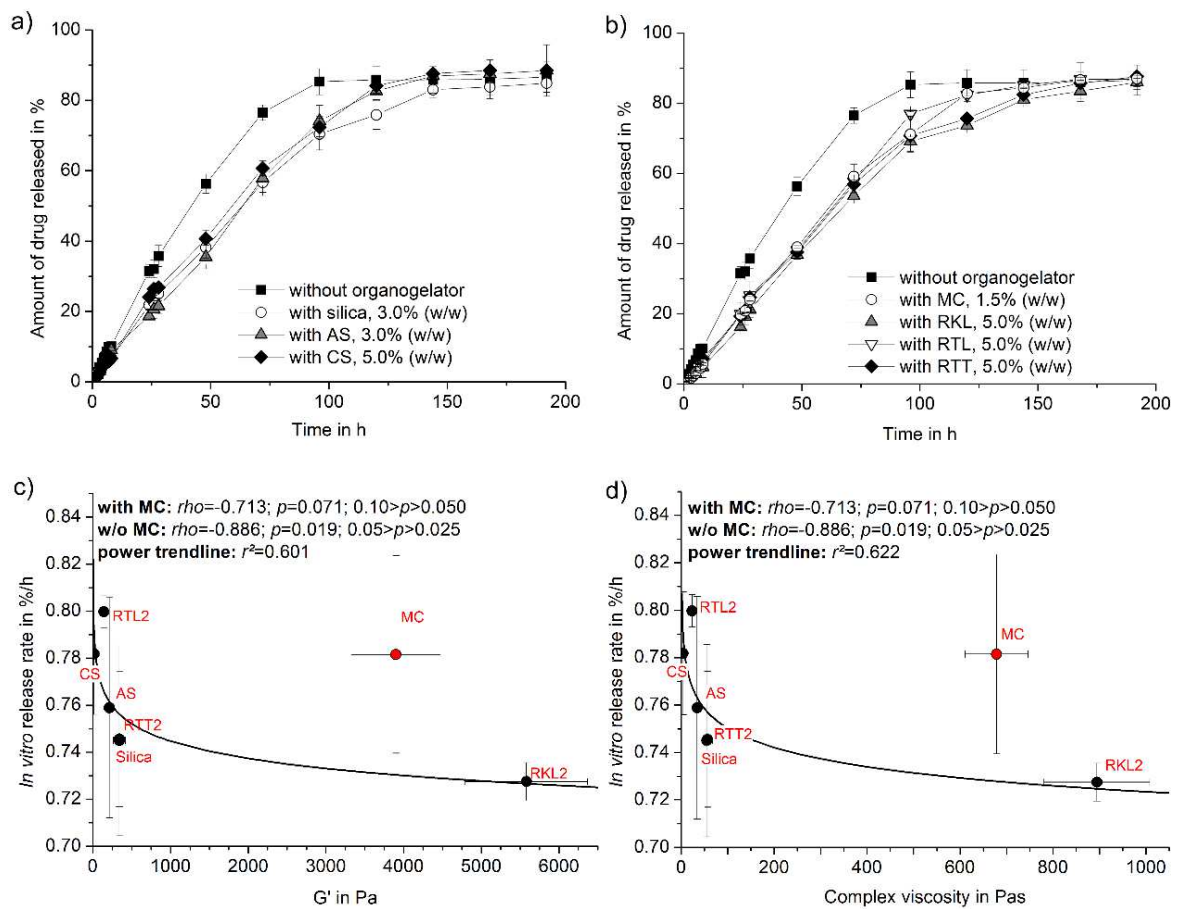 a)
Amount of drug released in %
100
80
60
40
20
0
without organogelator
with silica, 3.0% (w/w)
with AS, 3.0% (w/w)
with CS, 5.0% (w/w)
0 50 100 150 200
Time in h
b)
Amount of drug released in %
100
80
60
40
20
0
without organogelator
with MC, 1.5% (w/w)
with RKL, 5.0% (w/w)
with RTL, 5.0% (w/w)
with RTT, 5.0% (w/w)
0 50 100 150 200
Time in h
c)
with MC: rho=-0.713; p=0.071; 0.10>p>0.050
w/o MC: rho=-0.886; p=0.019; 0.05>p>0.025
power trendline: r²=0.601
In vitro release rate in %/h
0.84
0.82
0.80
0.78
0.76
0.74
0.72
0.70
RTL2
MC
CS
AS
RTT2
Silica
RKL2
0 1000 2000 3000 4000 5000 6000
G' in Pa
d)
with MC: rho=-0.713; p=0.071; 0.10>p>0.050
w/o MC: rho=-0.886; p=0.019; 0.05>p>0.025
power trendline: r²=0.622
In vitro release rate in %/h
0.84
0.82
0.80
0.78
0.76
0.74
0.72
0.70
RTL2
MC
CS
AS
RTT2
Silica
RKL2
0 200 400 600 800 1000
Complex viscosity in Pas